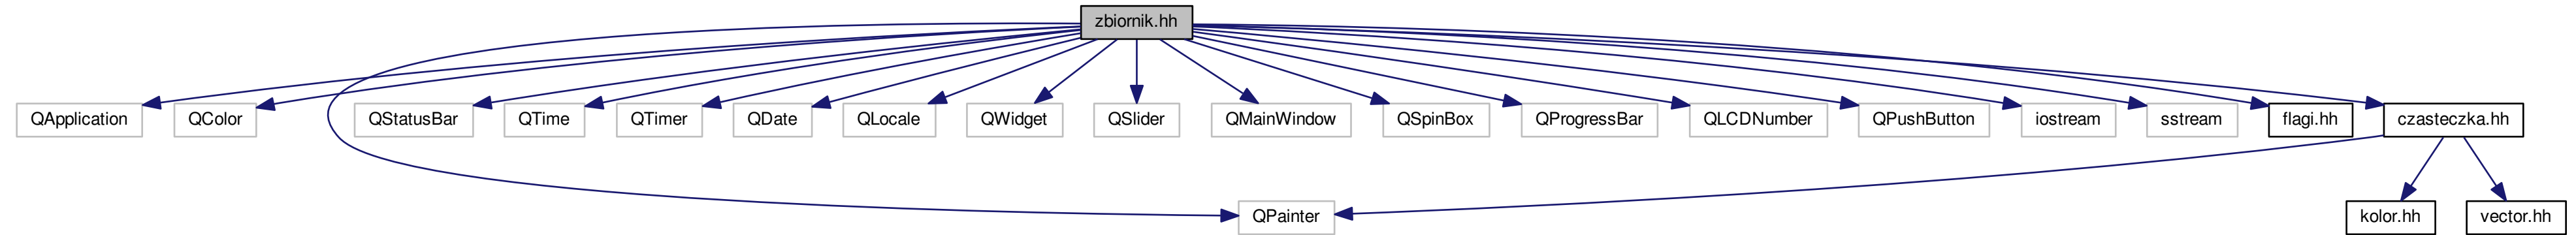 zbiornik.hh
QApplication
QColor
QStatusBar
QTime
QTimer
QDate
QLocale
QWidget
QSlider
QMainWindow
QSpinBox
QProgressBar
QLCDNumber
QPushButton
iostream
sstream
flagi.hh
czasteczka.hh
QPainter
kolor.hh
vector.hh